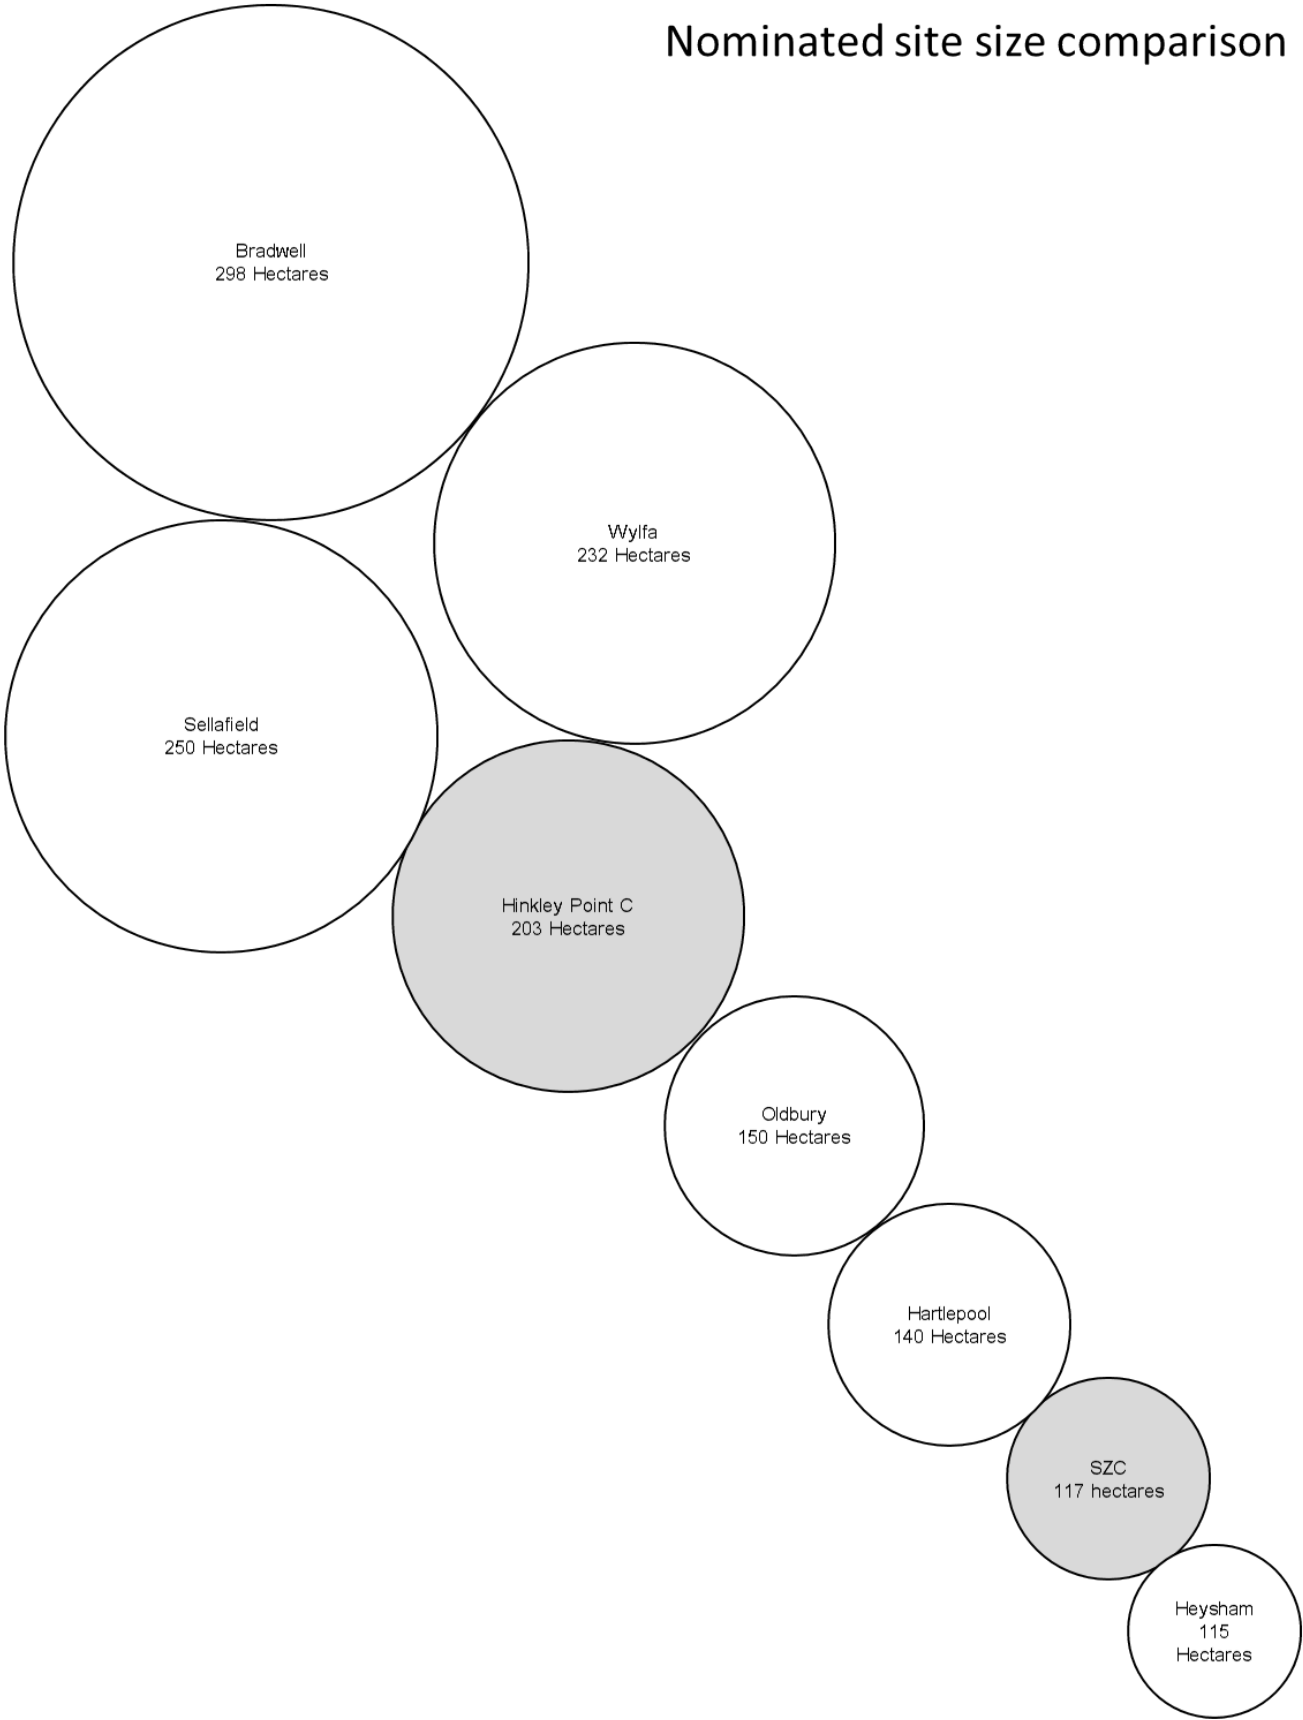 Nominated site size comparison
Bradwell
298 Hectares
Wylfa
232 Hectares
Sellafield
250 Hectares
Hinkley Point C
203 Hectares
Oldbury
150 Hectares
Hartlepool
140 Hectares
SZC
117 hectares
Heysham
115
Hectares